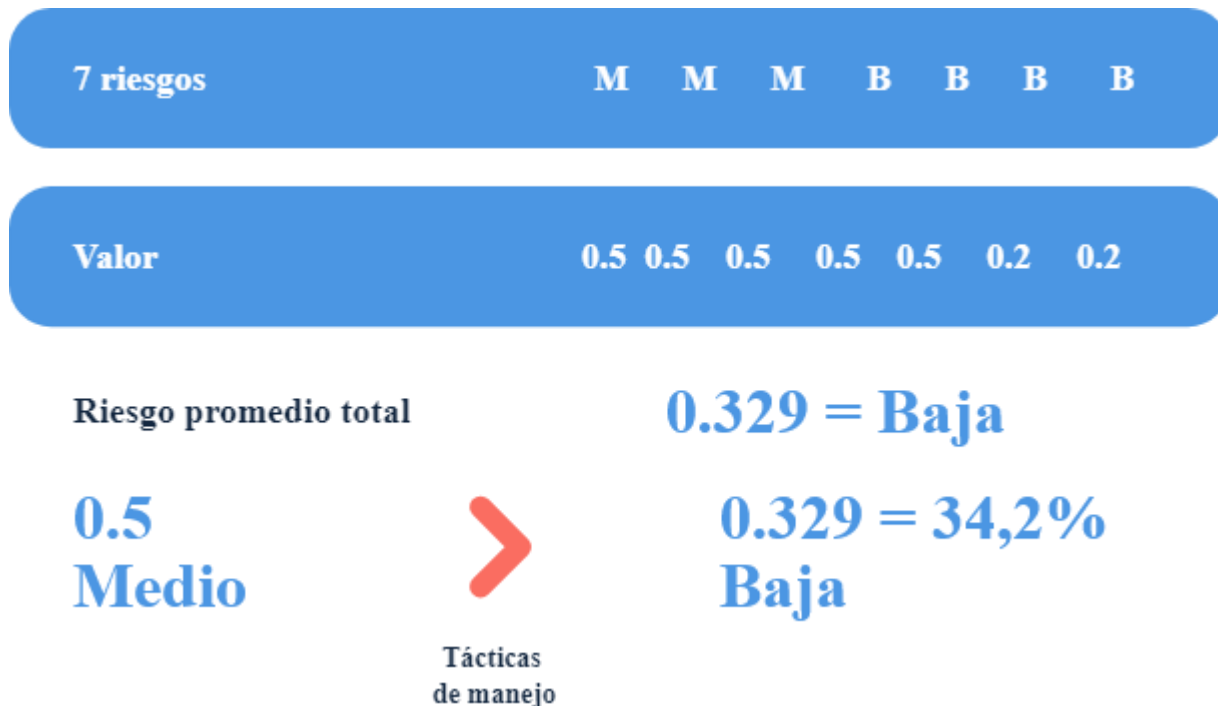 7 riesgos M M M B B B B
Valor 0.5 0.5 0.5 0.5 0.5 0.2 0.2
Riesgo promedio total 0.329 = Baja
0.5
Medio
0.329 = 34,2%
Baja
Tácticas
de manejo